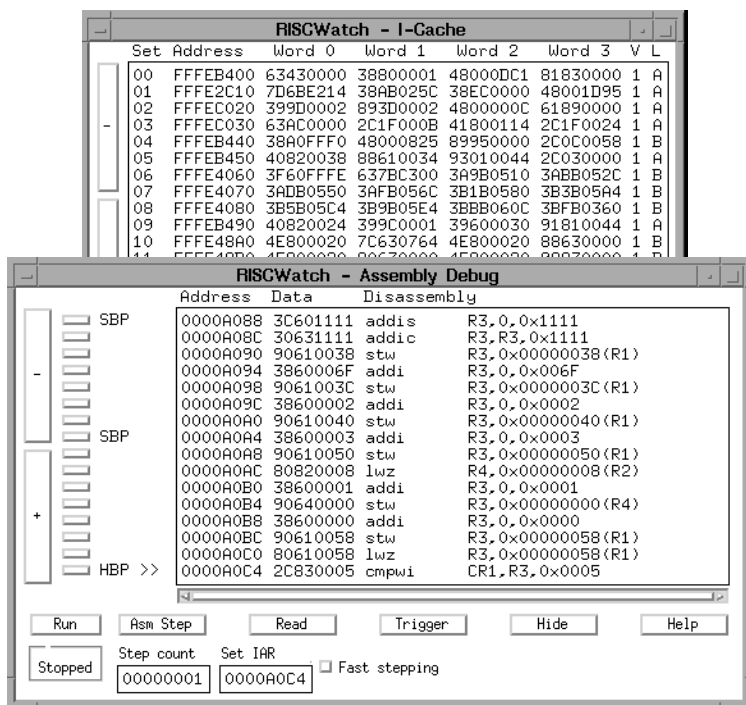 RISCWatch - I-Cache
Set Address Word 0 Word 1 Word 2 Word 3 V L
00 FFFEB400 63430000 38800001 48000DC1 81830000 1 A
01 FFFE2C10 7D6BE214 38AB025C 38EC0000 48001D95 1 A
02 FFFEC020 399D0002 893D0002 4800000C 61890000 1 A
03 FFFEC030 63AC0000 2C1F000B 41800114 2C1F0024 1 A
04 FFFEB440 38A0FFF0 48000825 89950000 2C0C0058 1 B
05 FFFEB450 40820038 88610034 93010044 2C030000 1 A
06 FFFE4060 3F60FFFE 637BC300 3A9B0510 3ABB052C 1 B
07 FFFE4070 3ADB0550 3AFB056C 3B1B0580 3B3B05A4 1 B
08 FFFE4080 3B5B05C4 3B9B05E4 3BBB060C 3BFB0360 1 B
09 FFFEB490 40820024 399C0001 39600030 91810044 1 A
10 FFFE48A0 4E800020 7C630764 4E800020 88630000 1 B
-
RISCWatch - Assembly Debug
Address Data Disassembly
SBP 0000A088 3C601111 addis R3,0,0x1111
0000A08C 30631111 addic R3,R3,0x1111
0000A090 90610038 stw R3,0x00000038(R1)
- 0000A094 3860006F addi R3,0,0x006F
0000A098 9061003C stw R3,0x0000003C(R1)
0000A09C 38600002 addi R3,0,0x0002
0000A0A0 90610040 stw R3,0x00000040(R1)
SBP 0000A0A4 38600003 addi R3,0,0x0003
0000A0A8 90610050 stw R3,0x00000050(R1)
0000A0AC 80820008 lwz R4,0x00000008(R2)
0000A0B0 38600001 addi R3,0,0x0001
+ 0000A0B4 90640000 stw R3,0x00000000(R4)
0000A0B8 38600000 addi R3,0,0x0000
0000A0BC 90610058 stw R3,0x00000058(R1)
0000A0C0 80610058 lwz R3,0x00000058(R1)
HBP >> 0000A0C4 2C830005 cmpwi CR1,R3,0x0005
Run Asm Step Read Trigger Hide Help
Stopped
Step count Set IAR
00000001 0000A0C4 Fast stepping